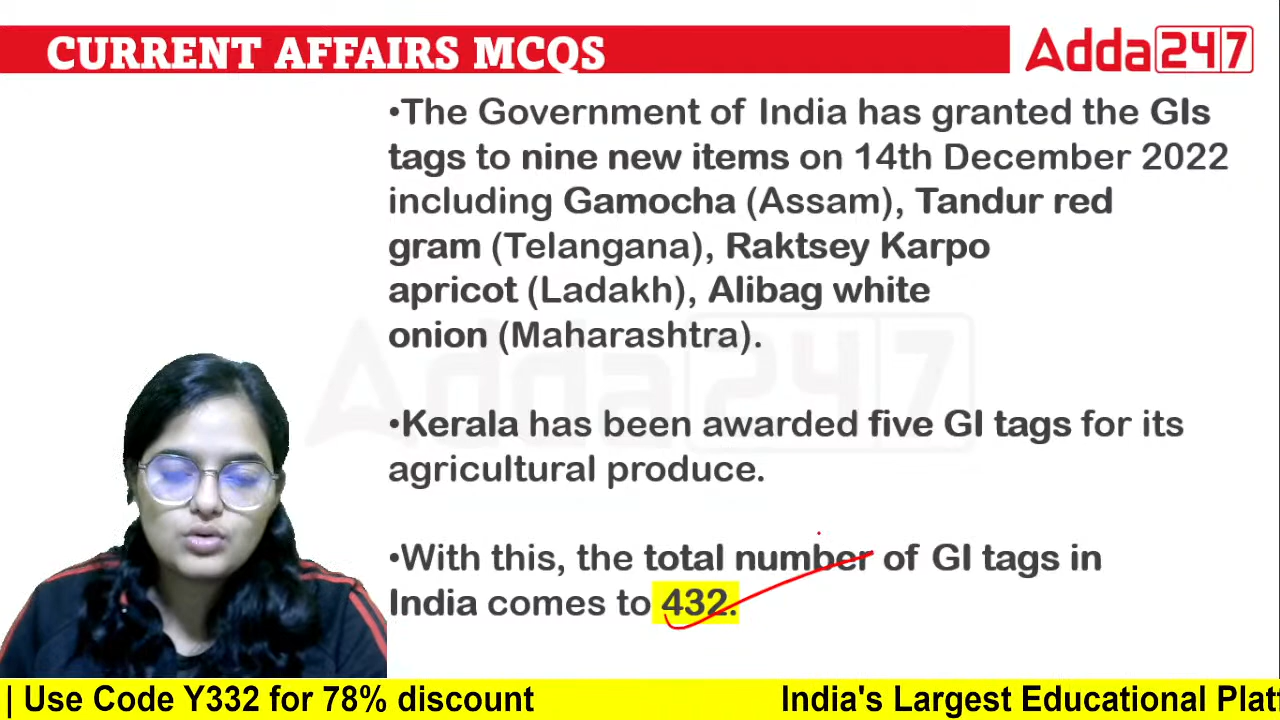 CURRENT AFFAIRS MCQS
Adda247
•The Government of India has granted the GIs
tags to nine new items on 14th December 2022
including Gamocha (Assam), Tandur red
gram (Telangana), Raktsey Karpo
apricot (Ladakh), Alibag white
onion (Maharashtra).
•Kerala has been awarded five GI tags for its
agricultural produce.
•With this, the total number of GI tags in
India comes to 432.
Adda247
| Use Code Y332 for 78% discount
India's Largest Educational Plat